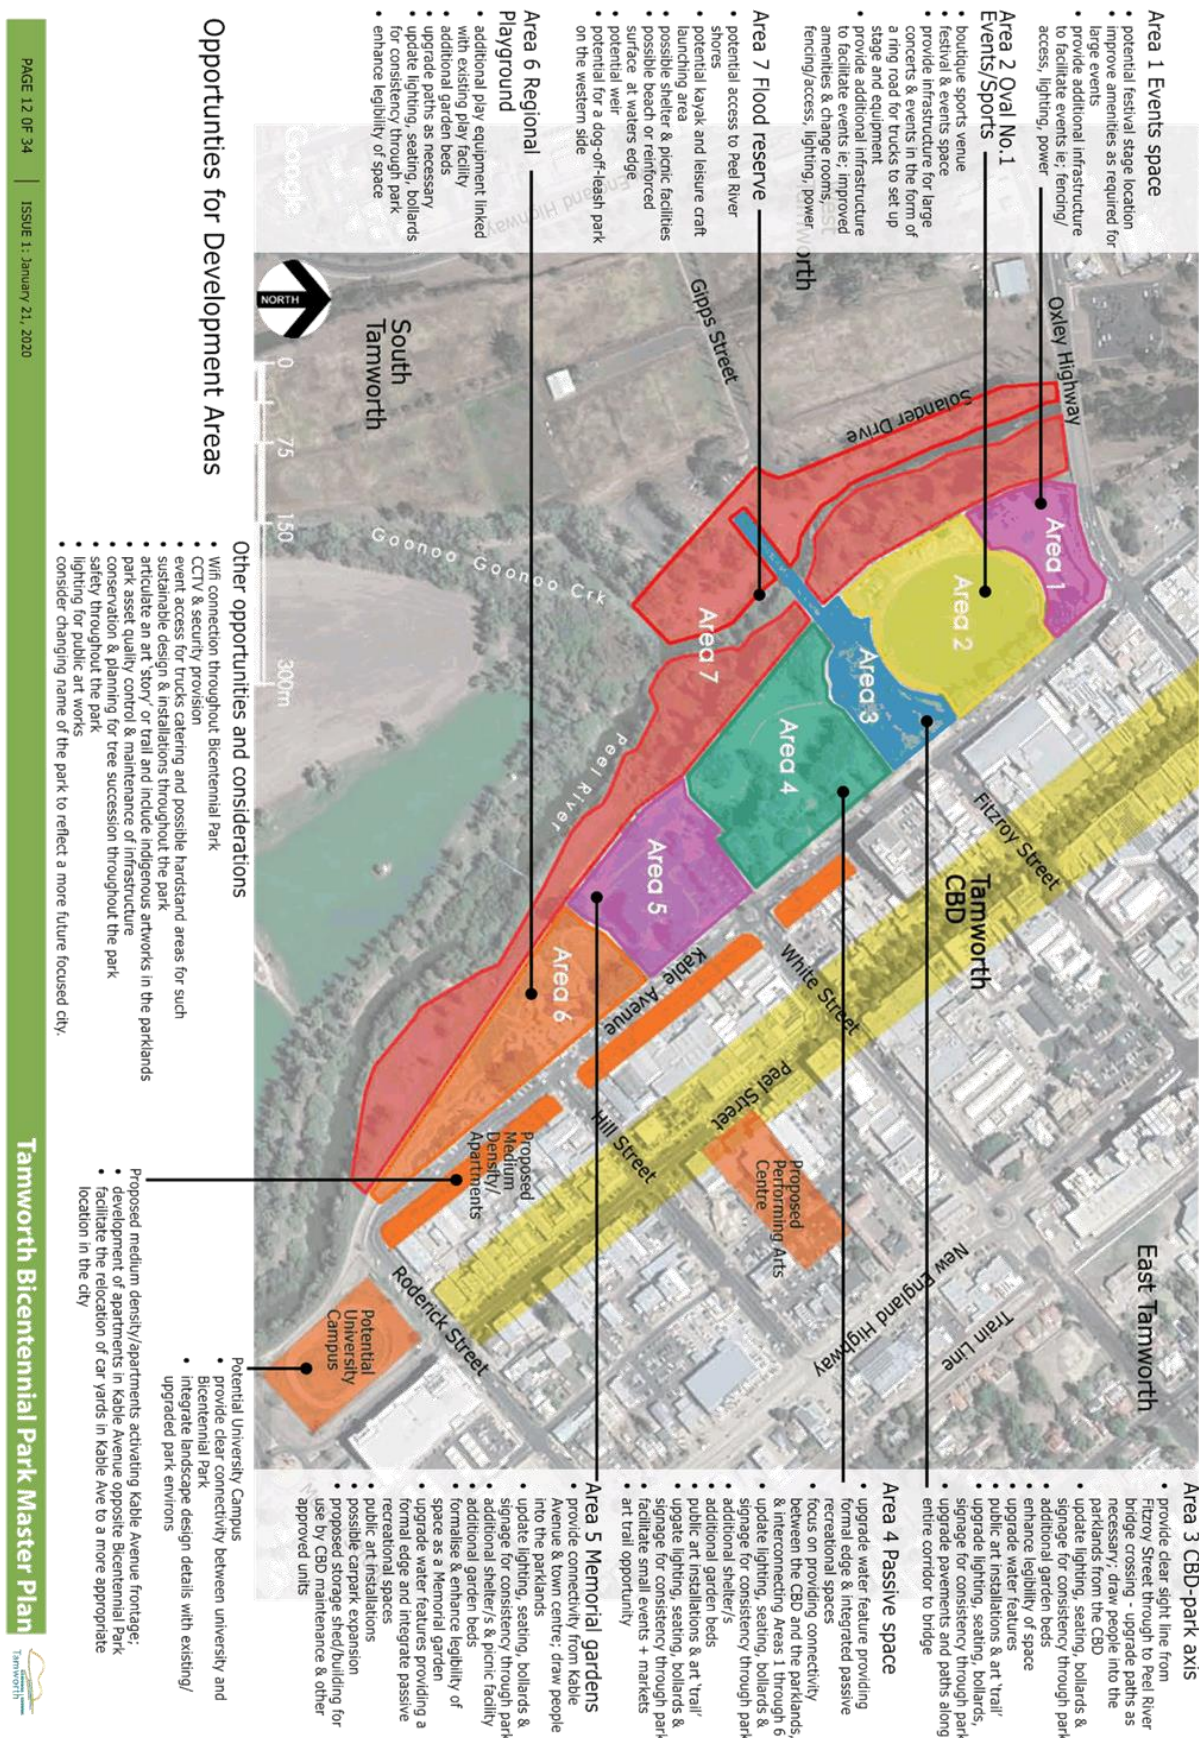 Area 1 Events space
• potential festival stage location
• improve amenities as required for
large events
• provide additional infrastructure
to facilitate events ie; fencing/
access, lighting, power
Area 2 Oval No.1
Events/Sports
• boutique sports venue
• festival & events space
• provide infrastructure for large
concerts & events in the form of
a ring road for trucks to set up
stage and equipment
• provide additional infrastructure
to facilitate events ie; improved
amenities & change rooms,
fencing/access, lighting, power
Area 7 Flood reserve
• potential access to Peel River
shores
• potential kayak and leisure craft
launching area
• possible shelter & picnic facilities
• possible beach or reinforced
surface at waters edge
• potential weir
• potential for a dog-off-leash park
on the western side
Area 6 Regional
Playground
• additional play equipment linked
with existing play facility
• additional garden beds
• upgrade paths as necessary
• update lighting, seating, bollards
for consistency through park
• enhance legibility of space
Oxley Highway
Solander Drive
Gipps Street
orth
England Highway
Google
NORTH
South
Tamworth
0
75
150
300m
Goonoo Goonoo Crk
Peel River
Area 1
Area 2
Area 3
Area 4
Area 5
Area 6
Area 7
Fitzroy Street
Tamworth
CBD
White Street
Kable Avenue
Peel Street
Hill Street
Proposed
Performing Arts
Centre
Proposed
Medium
Density/
Apartments
New England Highway
Train Line
East Tamworth
Roderick Street
Potential
University
Campus
Area 3 CBD-park axis
• provide clear sight line from
Fitzroy Street through to Peel River
bridge crossing - upgrade paths as
necessary; draw people into the
parklands from the CBD
• update lighting, seating, bollards &
signage for consistency through park
• additional garden beds
• enhance legibility of space
• upgrade water features
• public art installations & art 'trail'
• upgrade lighting, seating, bollards,
signage for consistency through park
• upgrade pavements and paths along
entire corridor to bridge
Area 4 Passive space
• upgrade water feature providing
formal edge & integrated passive
recreational spaces
• focus on providing connectivity
between the CBD and the parklands,
& interconnecting Areas 1 through 6
• update lighting, seating, bollards &
signage for consistency through park
• additional shelter/s
• additional garden beds
• public art installations & art 'trail'
• upgate lighting, seating, bollards &
signage for consistency through park
• facilitate small events + markets
• art trail opportunity
Area 5 Memorial gardens
• provide connectivity from Kable
Avenue & town centre; draw people
into the parklands
• update lighting, seating, bollards &
signage for consistency through park
• additional shelter/s & picnic facility
• additional garden beds
• formalise & enhance legibility of
space as a Memorial garden
• upgrade water features providing a
formal edge and integrate passive
recreational spaces
• public art installations
• possible carpark expansion
• proposed storage shed/building for
use by CBD maintenance & other
approved units
Opportunties for Development Areas
Other opportunities and considerations
• Wifi connection throughout Bicentennial Park
• CCTV & security provision
• event access for trucks catering and possible hardstand areas for such
• sustainable design & installations throughout the park
• articulate an art 'story' or trail and include indigenous artworks in the parklands
• park asset quality control & maintenance of infrastructure
• conservation & planning for tree succession throughout the park
• safety throughout the park
• lighting for public art works
• consider changing name of the park to reflect a more future focused city.
Proposed medium density/apartments activating Kable Avenue frontage;
• development of apartments in Kable Avenue opposite Bicentennial Park
• facilitate the relocation of car yards in Kable Ave to a more appropriate
location in the city
Potential University Campus
• provide clear connectivity between university and
Bicentennial Park
• integrate landscape design details with existing/
upgraded park environs
PAGE 12 OF 34 | ISSUE 1: January 21, 2020
Tamworth Bicentennial Park Master Plan
Tamworth